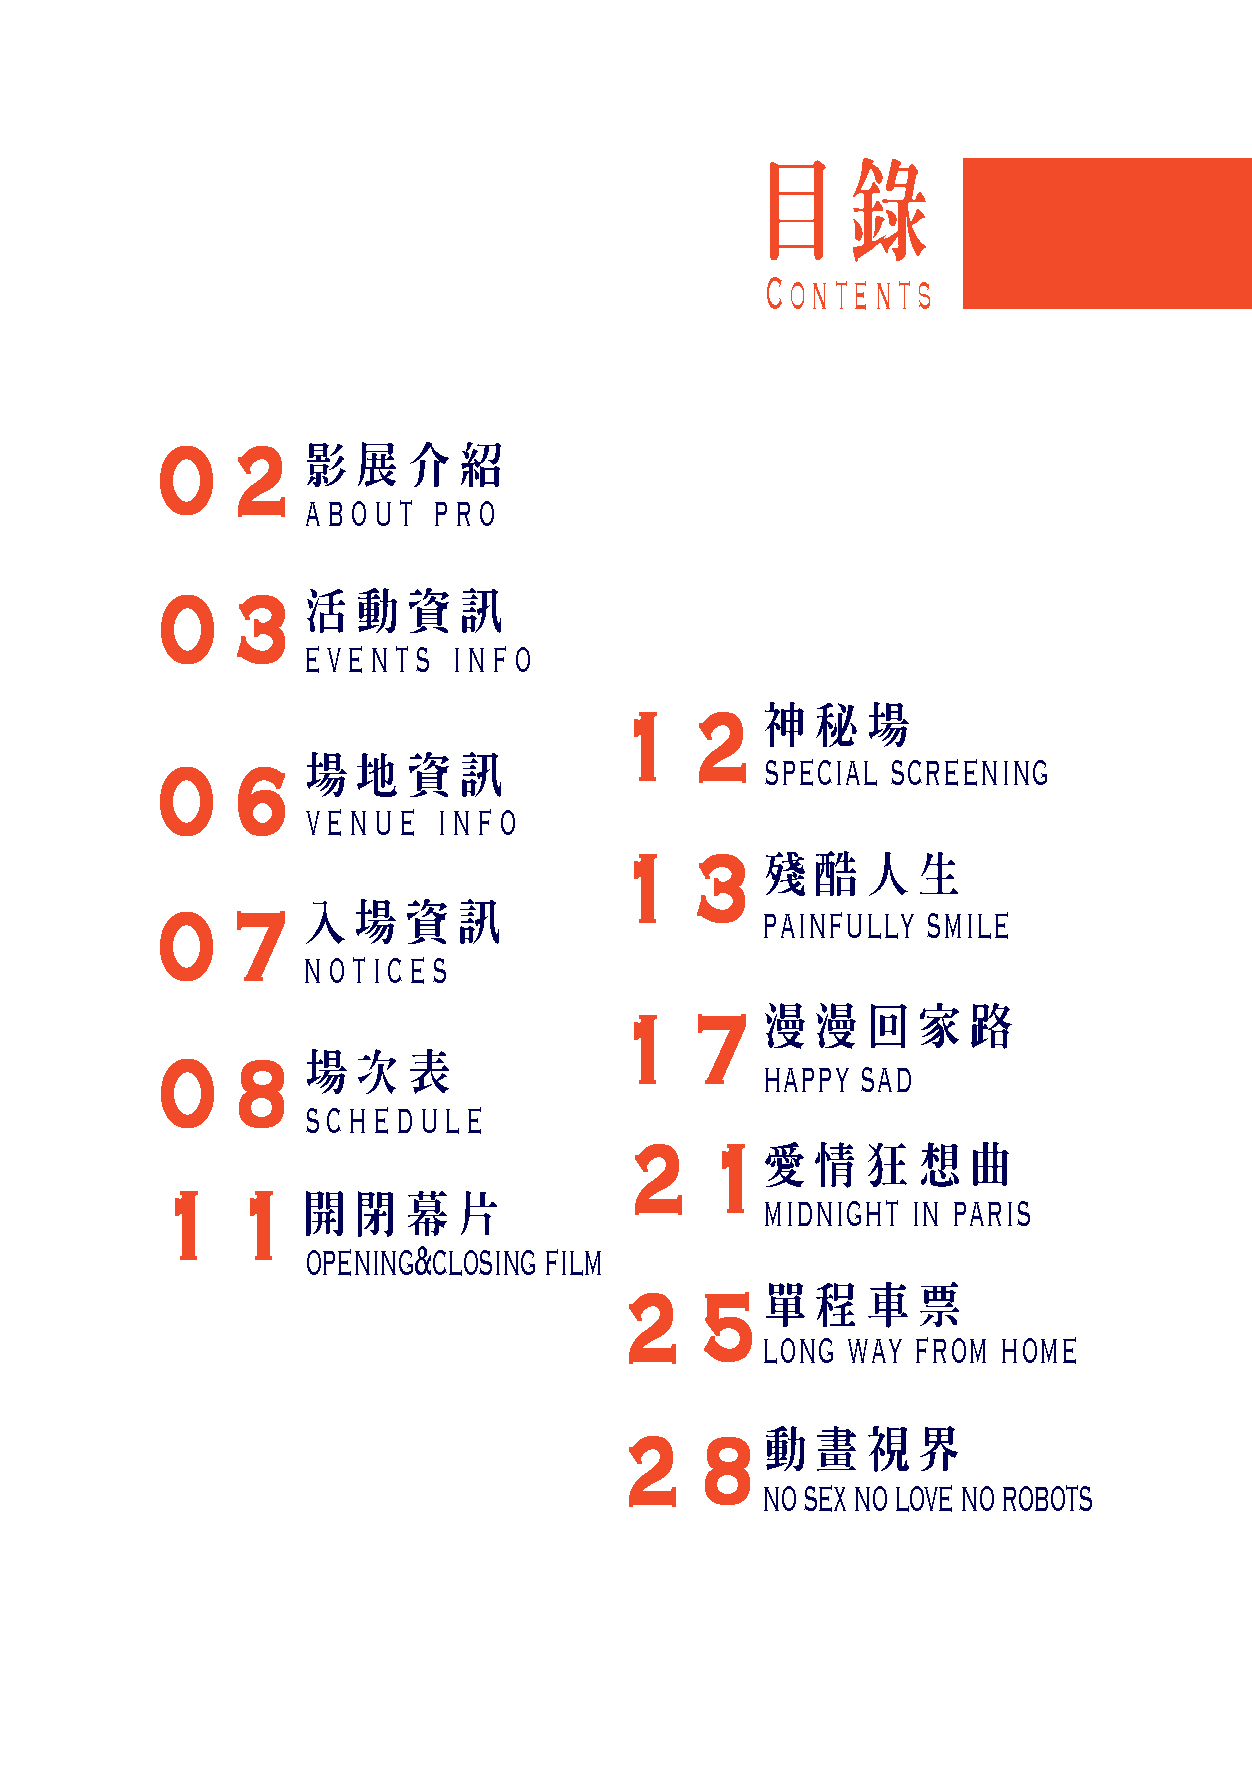 目錄
CONTENTS
02 影展介紹
ABOUT PRO
03 活動資訊
EVENTS INFO
06 場地資訊
VENUE INFO
07 入場資訊
NOTICES
08 場次表
SCHEDULE
11 開閉幕片
OPENING&CLOSING FILM
12 神秘場
SPECIAL SCREENING
13 殘酷人生
PAINFULLY SMILE
17 漫漫回家路
HAPPY SAD
21 愛情狂想曲
MIDNIGHT IN PARIS
25 單程車票
LONG WAY FROM HOME
28 動畫視界
NO SEX NO LOVE NO ROBOTS